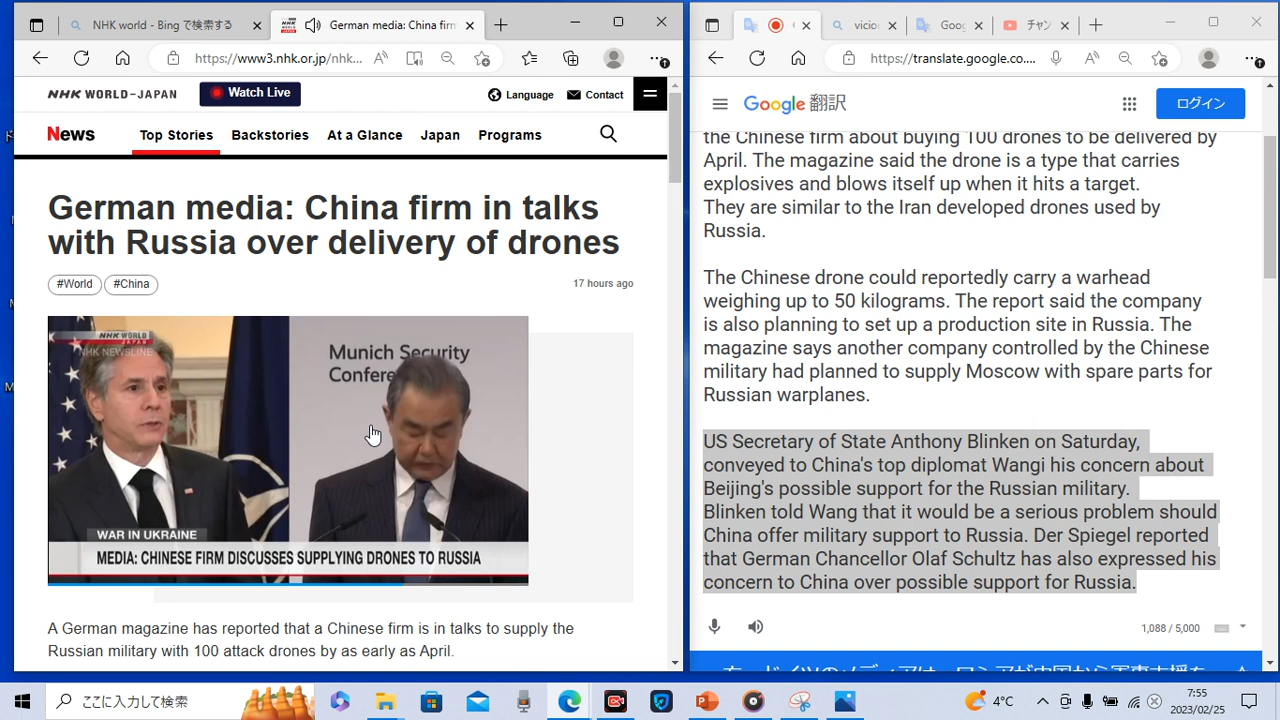 NHK world - Bing で検索する
German media: China firm
https://www3.nhk.or.jp/nhk...
NHK WORLD-JAPAN
Watch Live
Language
Contact
News
Top Stories
Backstories
At a Glance
Japan
Programs
German media: China firm in talks
with Russia over delivery of drones
#World
#China
17 hours ago
NHK WORLD
JAPAN
NHK NEWSLINE
Munich Security
Confere
WAR IN UKRAINE
MEDIA: CHINESE FIRM DISCUSSES SUPPLYING DRONES TO RUSSIA
A German magazine has reported that a Chinese firm is in talks to supply the
Russian military with 100 attack drones by as early as April.
vicio
Goog
チャン
https://translate.google.co....
Google 翻訳
ログイン
the Chinese firm about buying 100 drones to be delivered by
April. The magazine said the drone is a type that carries
explosives and blows itself up when it hits a target.
They are similar to the Iran developed drones used by
Russia.
The Chinese drone could reportedly carry a warhead
weighing up to 50 kilograms. The report said the company
is also planning to set up a production site in Russia. The
magazine says another company controlled by the Chinese
military had planned to supply Moscow with spare parts for
Russian warplanes.
US Secretary of State Anthony Blinken on Saturday,
conveyed to China's top diplomat Wangi his concern about
Beijing's possible support for the Russian military.
Blinken told Wang that it would be a serious problem should
China offer military support to Russia. Der Spiegel reported
that German Chancellor Olaf Schultz has also expressed his
concern to China over possible support for Russia.
1,088 / 5,000
ここに入力して検索
4°C
7:55
2023/02/25